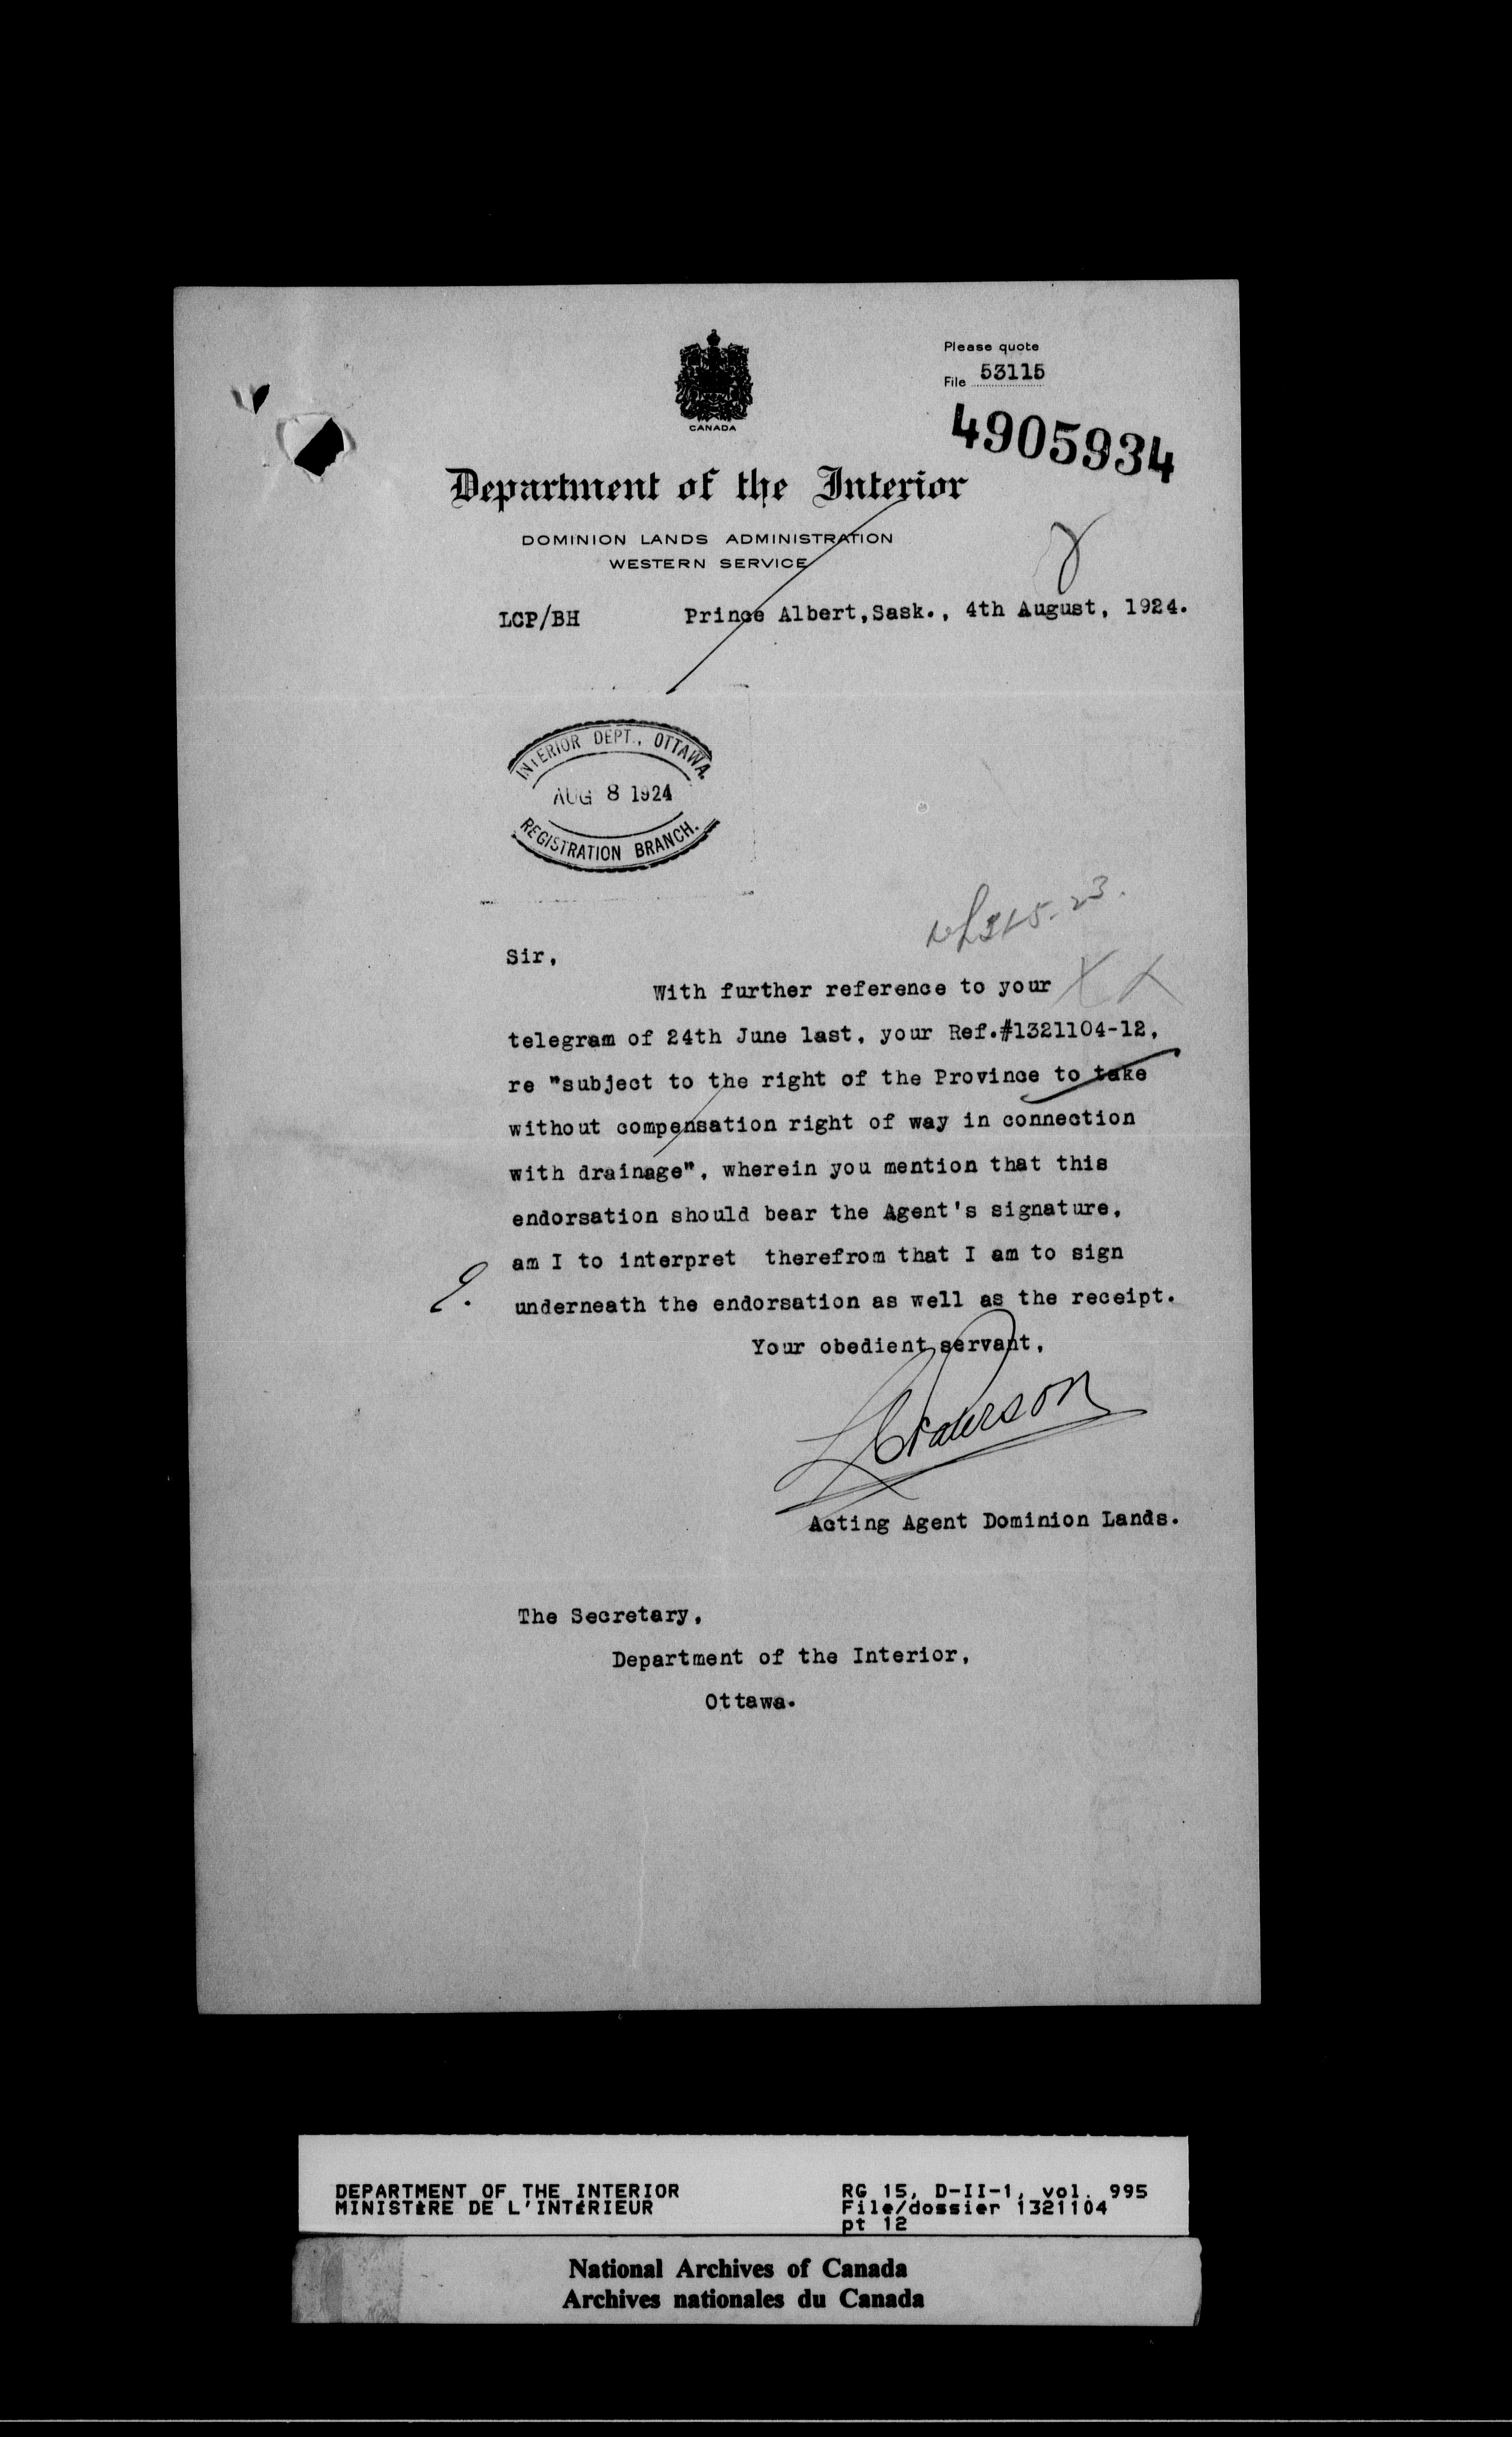 Please quote
File 53115
CANADA
4905934
Department of the Interior
DOMINION LANDS ADMINISTRATION
WESTERN SERVICE
LCP/BH Prince Albert,Sask., 4th August, 1924.
INTERIOR DEPT., OTTAWA.
AUG 8 1924
REGISTRATION BRANCH.
Sir,
With further reference to your
telegram of 24th June last, your Ref.#1321104-12,
re "subject to the right of the Province to take
without compensation right of way in connection
with drainage", wherein you mention that this
endorsation should bear the Agent's signature,
am I to interpret therefrom that I am to sign
underneath the endorsation as well as the receipt.
Your obedient servant,
LCPaterson
Acting Agent Dominion Lands.
The Secretary,
Department of the Interior,
Ottawa.
DEPARTMENT OF THE INTERIOR
MINISTÈRE DE L'INTÉRIEUR
RG 15, D-II-1, vol. 995
File/dossier 1321104
pt 12
National Archives of Canada
Archives nationales du Canada